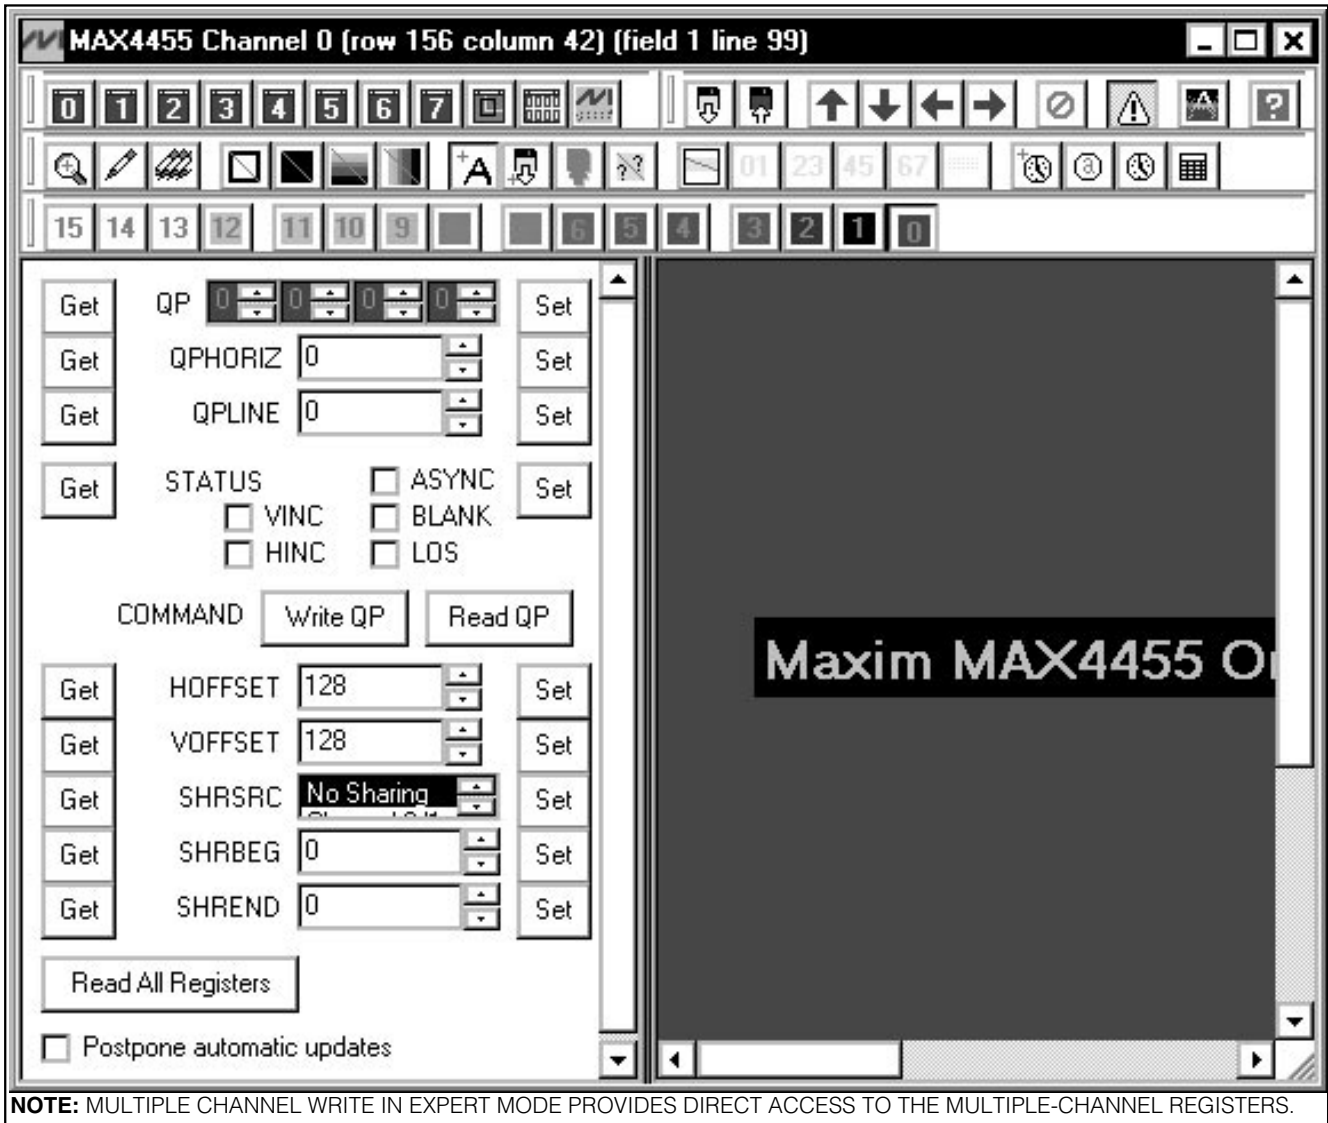 MAX4455 Channel 0 (row 156 column 42) (field 1 line 99)
0 1 2 3 4 5 6 7 ?
A ?? 01 23 45 67 a
15 14 13 12 11 10 9 6 5 4 3 2 1 0
Get QP 0 0 0 0 Set
Get QPHORIZ 0 Set
Get QPLINE 0 Set
Get STATUS ASYNC Set
VINC BLANK
HINC LOS
COMMAND Write QP Read QP
Maxim MAX4455 O
Get HOFFSET 128 Set
Get VOFFSET 128 Set
Get SHRSRC No Sharing Set
Get SHRBEG 0 Set
Get SHREND 0 Set
Read All Registers
Postpone automatic updates
NOTE: MULTIPLE CHANNEL WRITE IN EXPERT MODE PROVIDES DIRECT ACCESS TO THE MULTIPLE-CHANNEL REGISTERS.